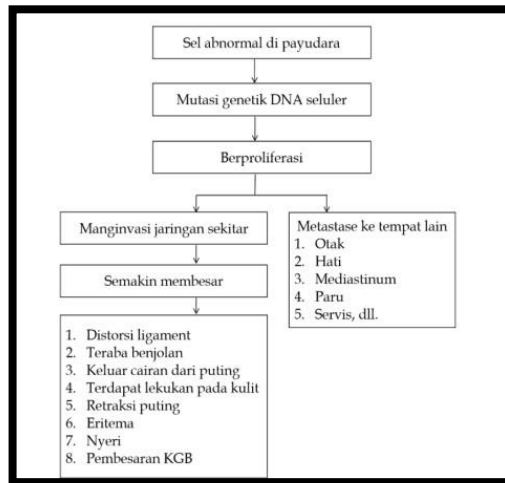 Sel abnormal di payudara
Mutasi genetik DNA seluler
Berproliferasi
Manginvasi jaringan sekitar
Semakin membesar
1. Distorsi ligament
2. Teraba benjolan
3. Keluar cairan dari puting
4. Terdapat lekukan pada kulit
5. Retraksi puting
6. Eritema
7. Nyeri
8. Pembesaran KGB
Metastase ke tempat lain
1. Otak
2. Hati
3. Mediastinum
4. Paru
5. Servis, dll.